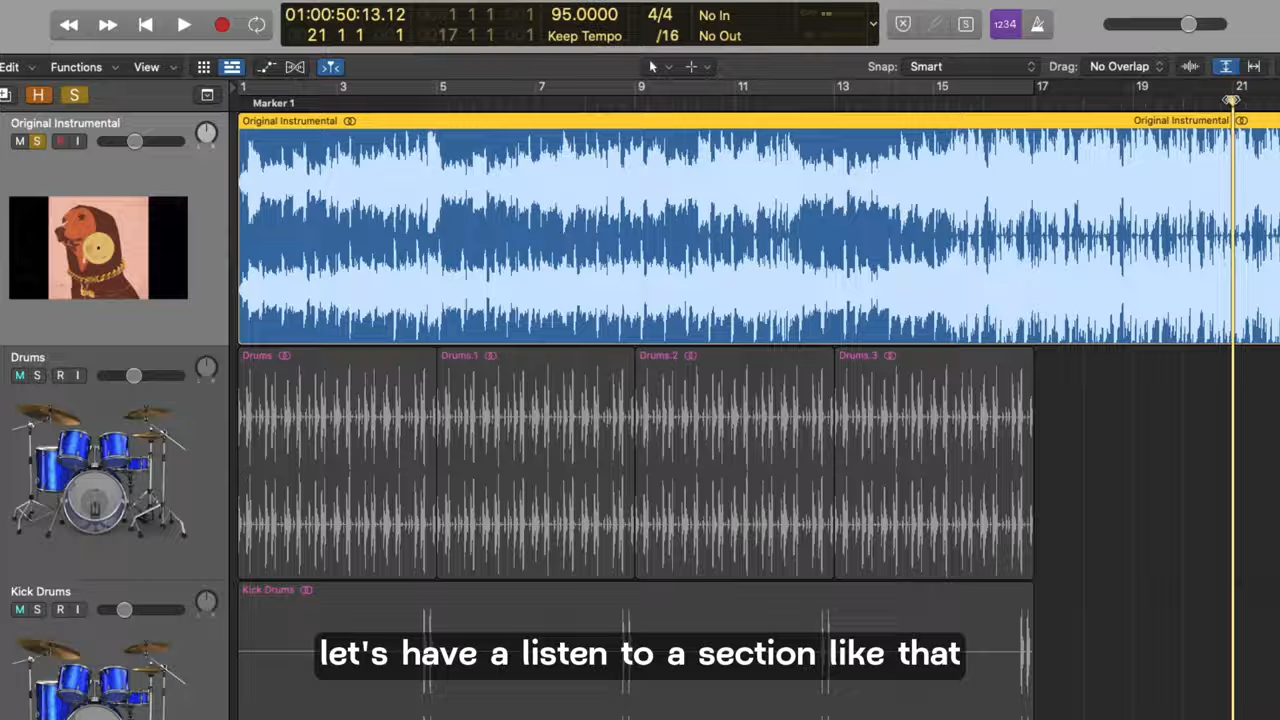 01:00:50:13.12 1 1 1 1 95.0000 4/4 No In
21 1 1 1 17 1 1 1 Keep Tempo /16 No Out
S 1234
Edit Functions View Snap: Smart Drag: No Overlap
H S 1 3 5 7 9 11 13 15 17 19 21
Marker 1
Original Instrumental
M S R I
Original Instrumental Original Instrumental
Drums
M S R I
Drums Drums.1 Drums.2 Drums.3
Kick Drums
M S R I
Kick Drums
let's have a listen to a section like that